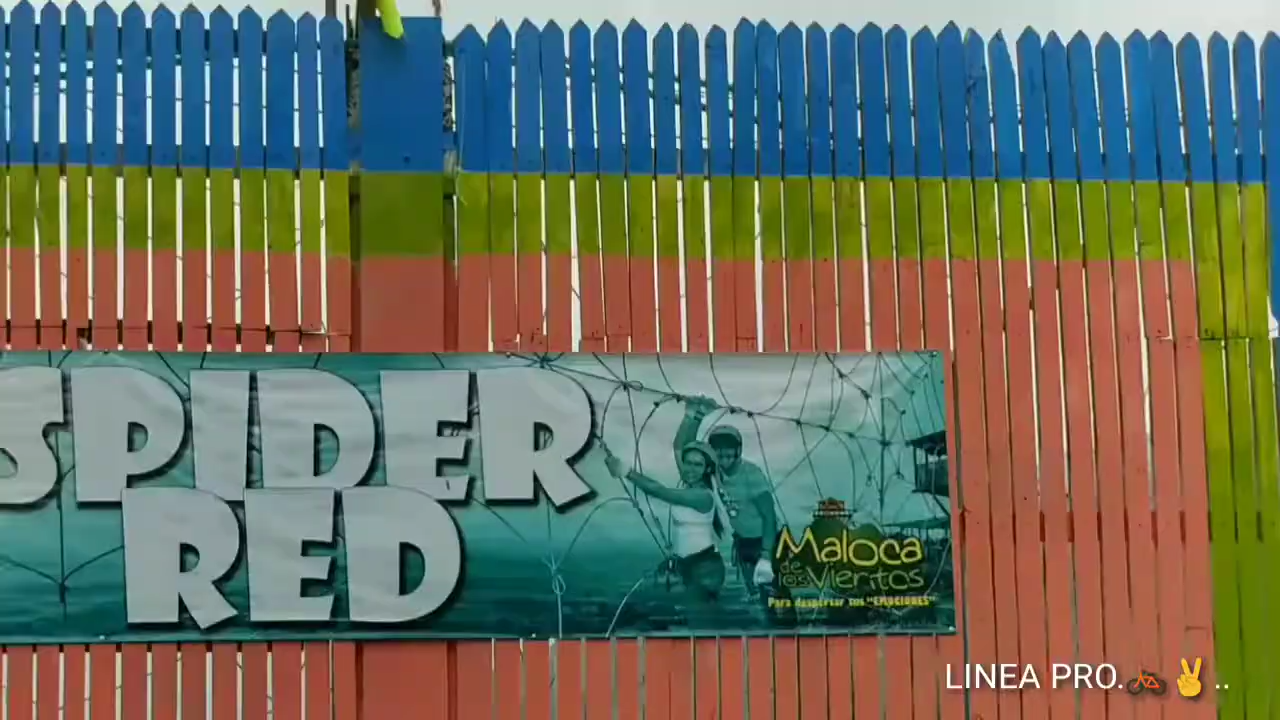 SPIDER
RED
Maloca
de
los Vientos
Para despertar tus "EMOCIONES"
LINEA PRO.🚲✌..